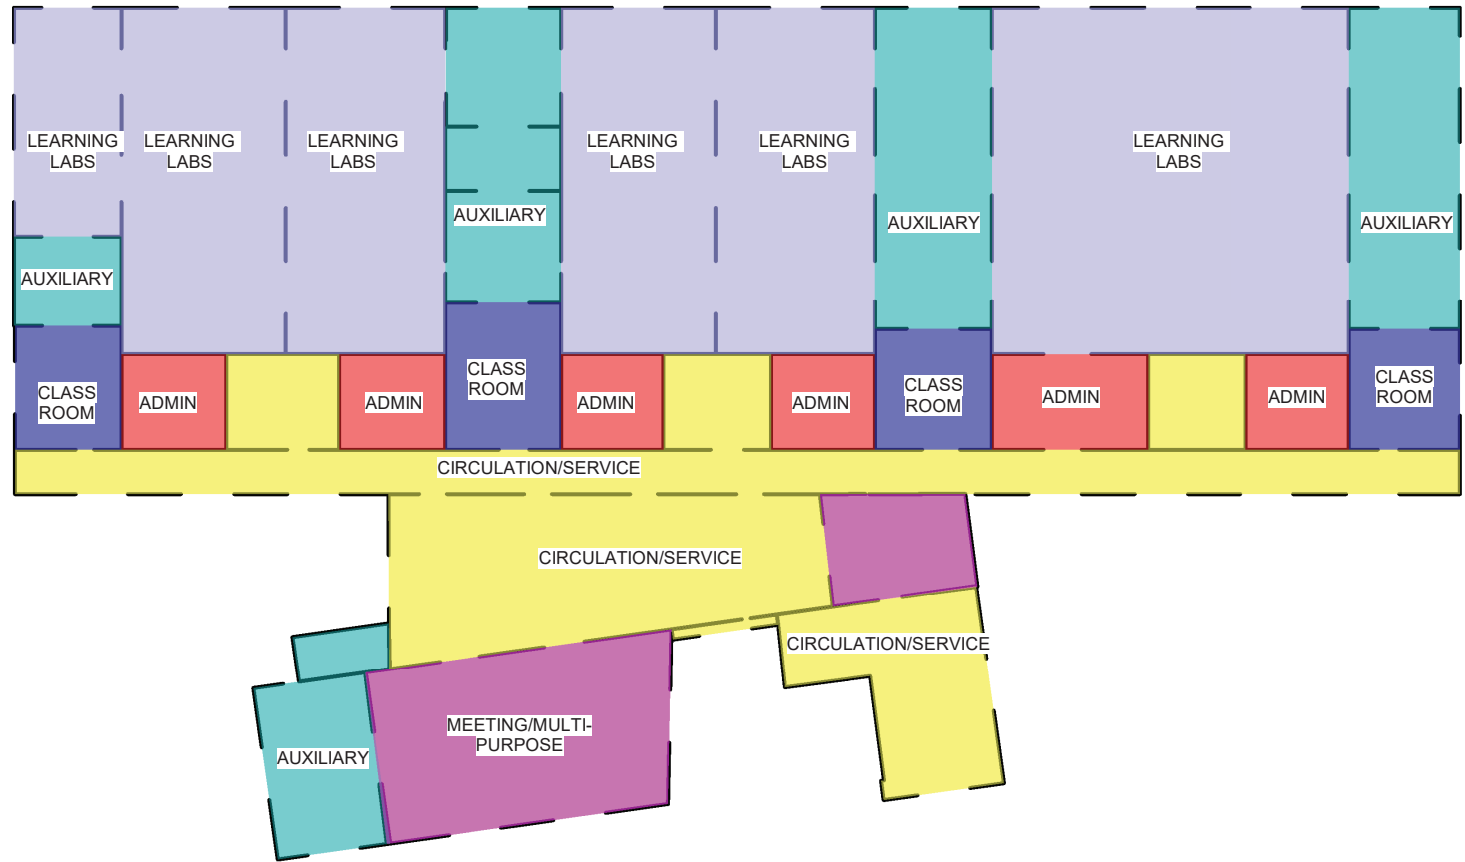 LEARNING
LABS
LEARNING
LABS
LEARNING
LABS
LEARNING
LABS
LEARNING
LABS
LEARNING
LABS
AUXILIARY
AUXILIARY
AUXILIARY
AUXILIARY
CLASS
ROOM
ADMIN
ADMIN
CLASS
ROOM
ADMIN
ADMIN
CLASS
ROOM
ADMIN
ADMIN
CLASS
ROOM
CIRCULATION/SERVICE
CIRCULATION/SERVICE
CIRCULATION/SERVICE
MEETING/MULTI-
PURPOSE
AUXILIARY